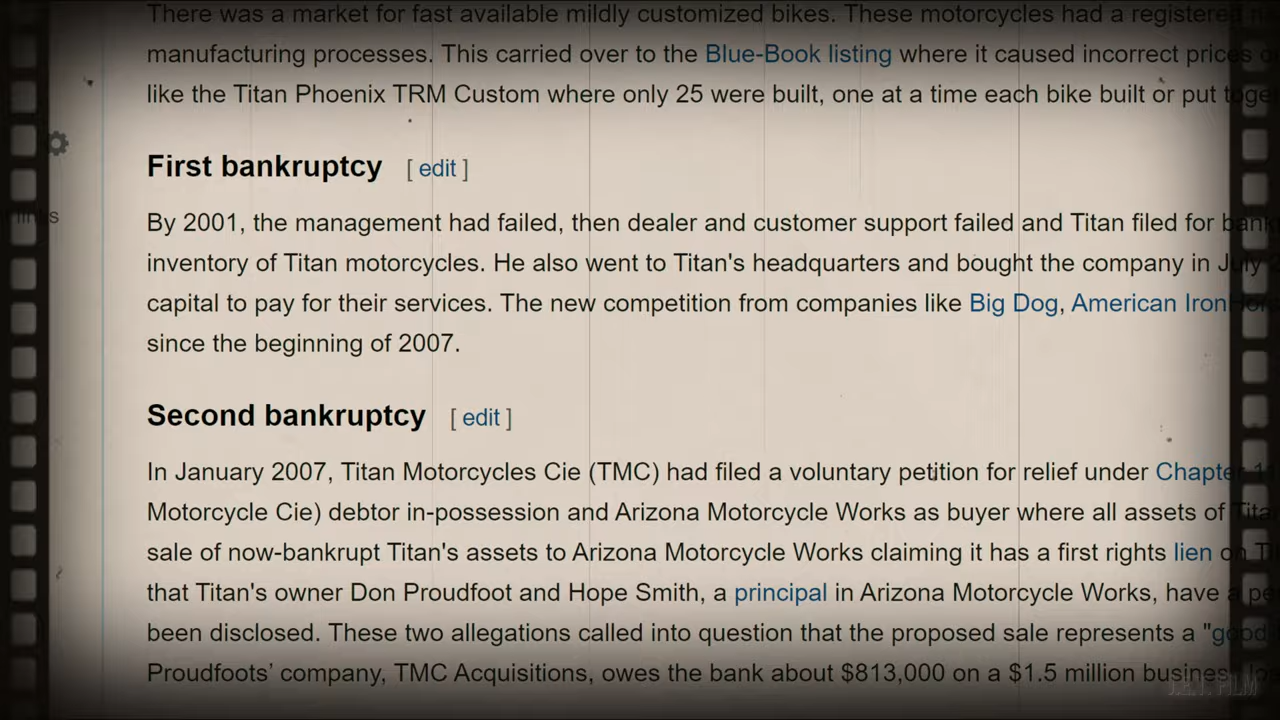 There was a market for fast available mildly customized bikes. These motorcycles had a registered
manufacturing processes. This carried over to the Blue-Book listing where it caused incorrect prices
like the Titan Phoenix TRM Custom where only 25 were built, one at a time each bike built or put
First bankruptcy [ edit ]
By 2001, the management had failed, then dealer and customer support failed and Titan filed for
inventory of Titan motorcycles. He also went to Titan's headquarters and bought the company in July
capital to pay for their services. The new competition from companies like Big Dog, American Iron
since the beginning of 2007.
Second bankruptcy [ edit ]
In January 2007, Titan Motorcycles Cie (TMC) had filed a voluntary petition for relief under Chapter
Motorcycle Cie) debtor in-possession and Arizona Motorcycle Works as buyer where all assets of
sale of now-bankrupt Titan's assets to Arizona Motorcycle Works claiming it has a first rights lien on
that Titan's owner Don Proudfoot and Hope Smith, a principal in Arizona Motorcycle Works, have a
been disclosed. These two allegations called into question that the proposed sale represents a "good
Proudfoots’ company, TMC Acquisitions, owes the bank about $813,000 on a $1.5 million business